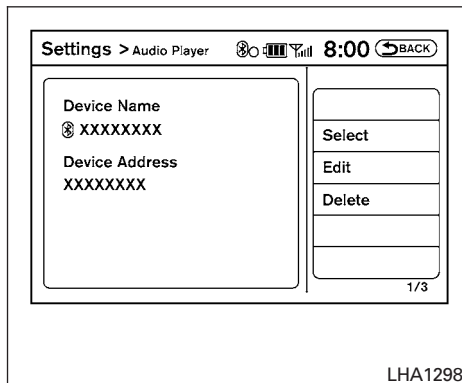 Settings > Audio Player 8:00 BACK
Device Name
XXXXXXXX
Device Address
XXXXXXXX
Select
Edit
Delete
1/3
LHA1298